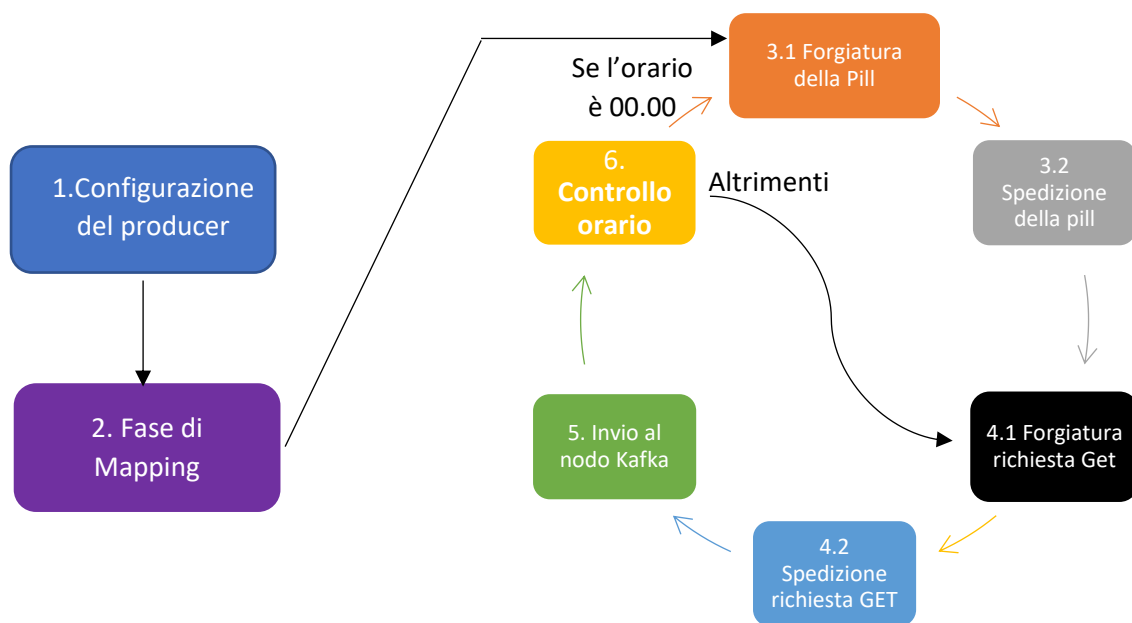 1.Configurazione
del producer
2. Fase di
Mapping
Se l’orario
è 00.00
3.1 Forgiatura
della Pill
3.2
Spedizione
della pill
4.1 Forgiatura
richiesta Get
4.2
Spedizione
richiesta GET
5. Invio al
nodo Kafka
6.
Controllo
orario
Altrimenti